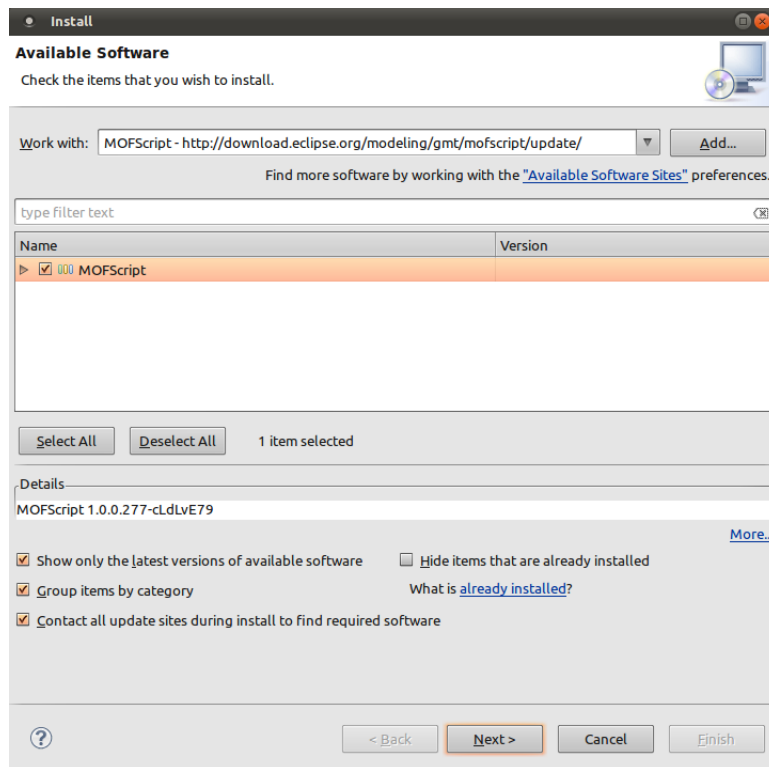 Install
Available Software
Check the items that you wish to install.
Work with: MOFScript - http://download.eclipse.org/modeling/gmt/mofscript/update/ Add...
Find more software by working with the "Available Software Sites" preferences.
type filter text
Name Version
MOFScript
Select All Deselect All 1 item selected
Details
MOFScript 1.0.0.277-cLdLvE79
More..
Show only the latest versions of available software Hide items that are already installed
Group items by category What is already installed?
Contact all update sites during install to find required software
? < Back Next > Cancel Finish